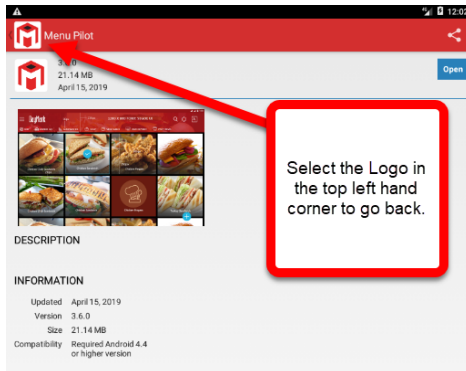 12:02
Menu Pilot
3.6.0
21.14 MB
April 15, 2019
Open
Select the Logo in
the top left hand
corner to go back.
DESCRIPTION
INFORMATION
Updated April 15, 2019
Version 3.6.0
Size 21.14 MB
Compatibility Required Android 4.4
or higher version